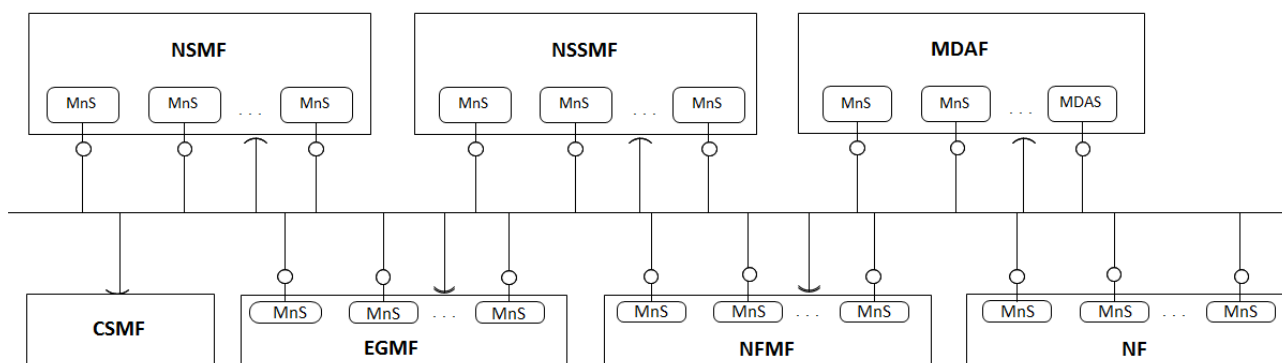 NSMF
MnS MnS ... MnS
NSSMF
MnS MnS ... MnS
MDAF
MnS MnS ... MDAS
CSMF
MnS MnS ... MnS
EGMF
MnS MnS ... MnS
NFMF
MnS MnS ... MnS
NF